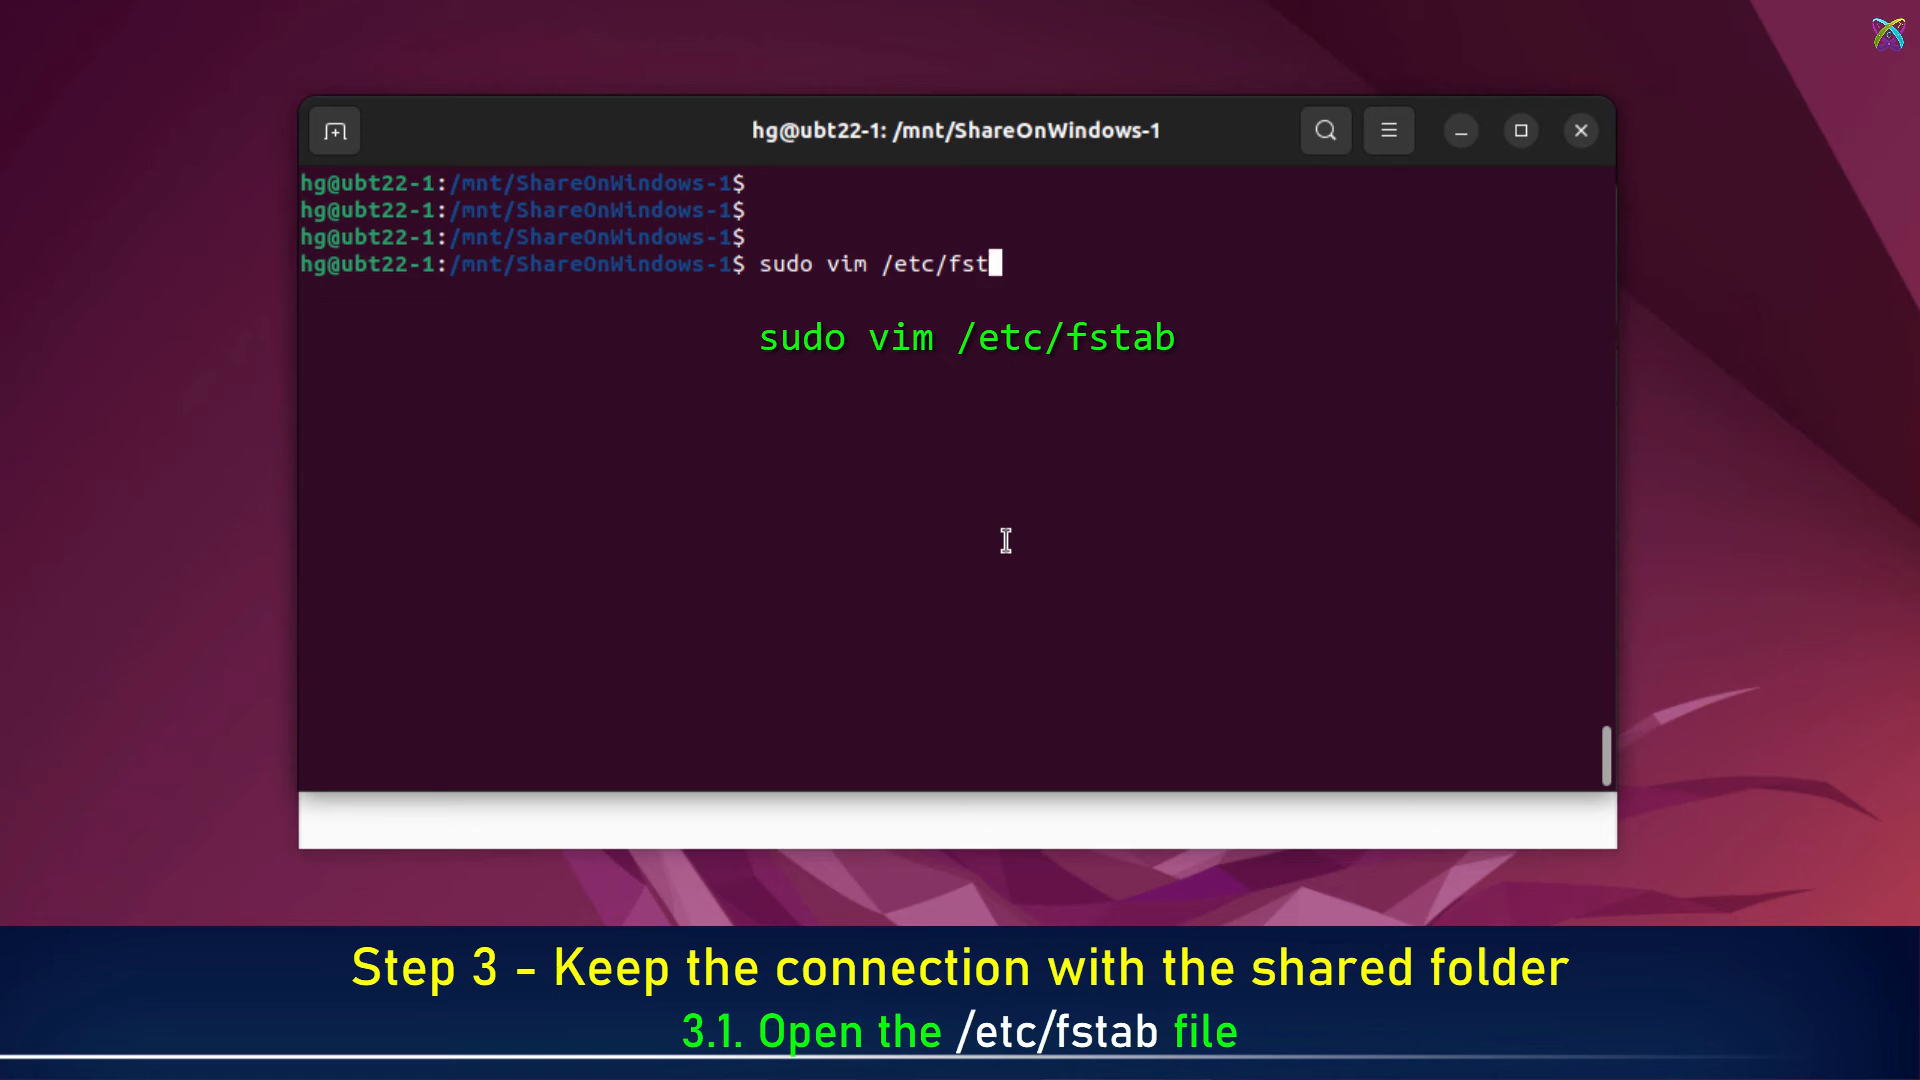 hg@ubt22-1: /mnt/ShareOnWindows-1
hg@ubt22-1:/mnt/ShareOnWindows-1$
hg@ubt22-1:/mnt/ShareOnWindows-1$
hg@ubt22-1:/mnt/ShareOnWindows-1$
hg@ubt22-1:/mnt/ShareOnWindows-1$ sudo vim /etc/fst
sudo vim /etc/fstab
Step 3 - Keep the connection with the shared folder
3.1. Open the /etc/fstab file